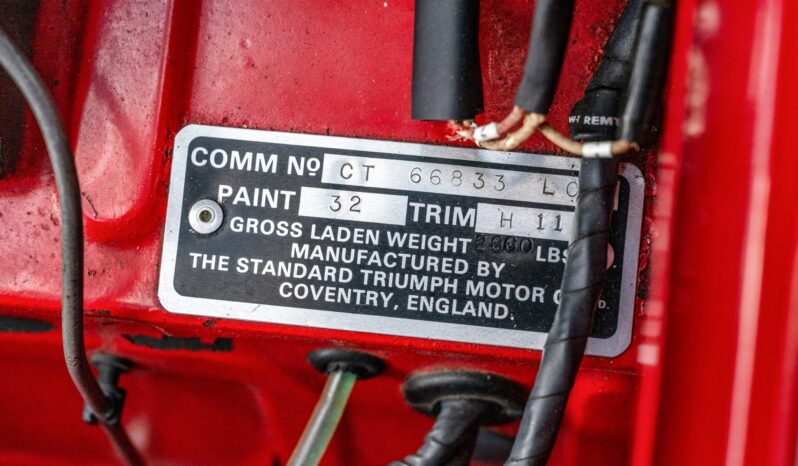 W-I REMY
COMM Nº CT 66833 L
PAINT 32 TRIM H 11
GROSS LADEN WEIGHT 2660 LBS
MANUFACTURED BY
THE STANDARD TRIUMPH MOTOR
COVENTRY, ENGLAND.